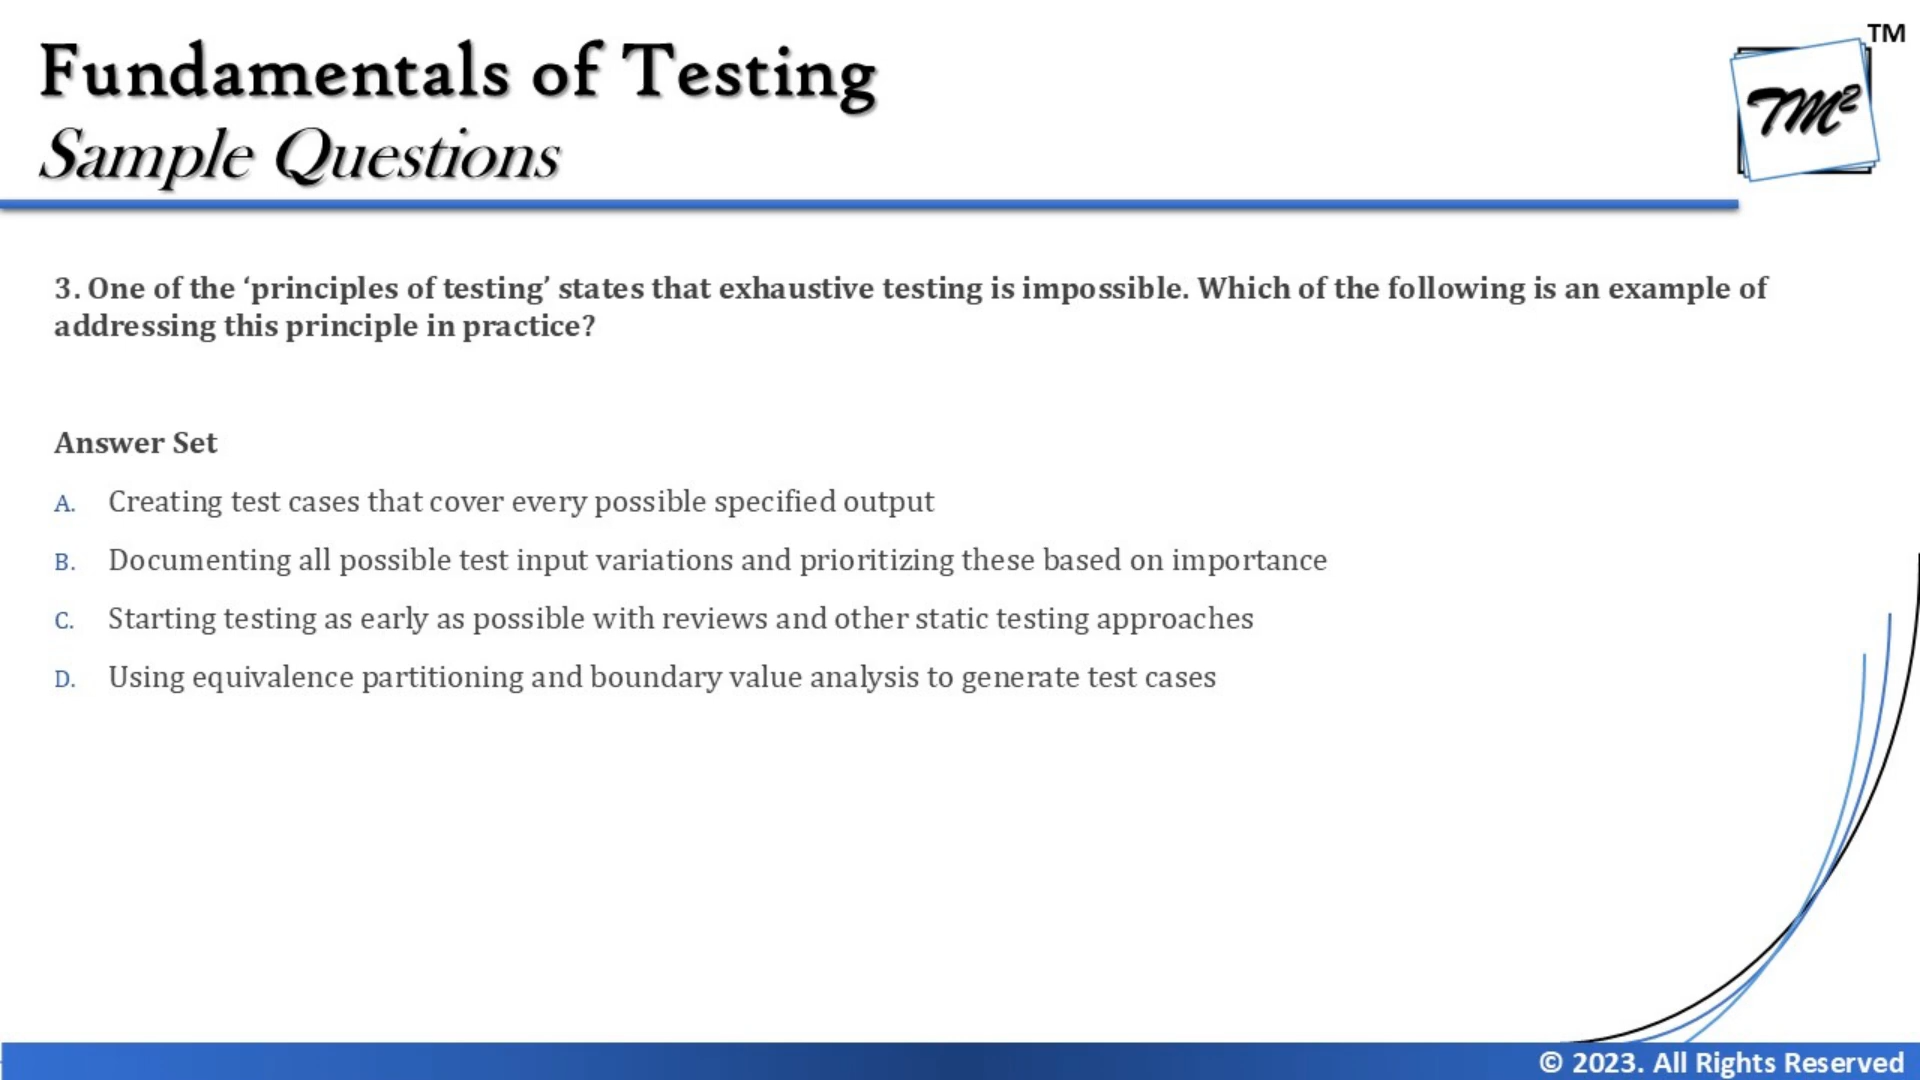 Fundamentals of Testing
TM
TM²
Sample Questions
3. One of the ‘principles of testing’ states that exhaustive testing is impossible. Which of the following is an example of
addressing this principle in practice?
Answer Set
A. Creating test cases that cover every possible specified output
B. Documenting all possible test input variations and prioritizing these based on importance
C. Starting testing as early as possible with reviews and other static testing approaches
D. Using equivalence partitioning and boundary value analysis to generate test cases
© 2023. All Rights Reserved